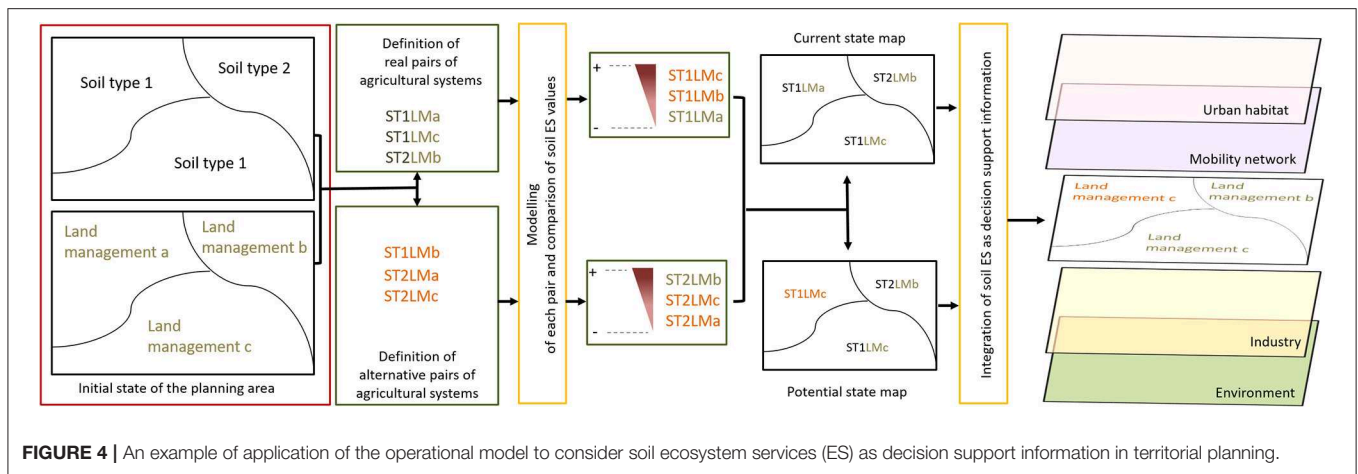 Soil type 1
Soil type 2
Soil type 1
Land
management a
Land
management b
Land
management c
Initial state of the planning area
Definition of
real pairs of
agricultural systems
ST1LMa
ST1LMc
ST2LMb
ST1LMb
ST2LMa
ST2LMc
Definition of
alternative pairs of
agricultural systems
Modelling
of each pair and comparison of soil ES values
+
-
ST1LMc
ST1LMb
ST1LMa
+
-
ST2LMb
ST2LMc
ST2LMa
Current state map
ST1LMa
ST2LMb
ST1LMc
ST1LMc
ST2LMb
ST1LMc
Potential state map
Integration of soil ES as decision support information
Urban habitat
Mobility network
Land
management c
Land
management b
Land
management c
Industry
Environment
FIGURE 4 | An example of application of the operational model to consider soil ecosystem services (ES) as decision support information in territorial planning.